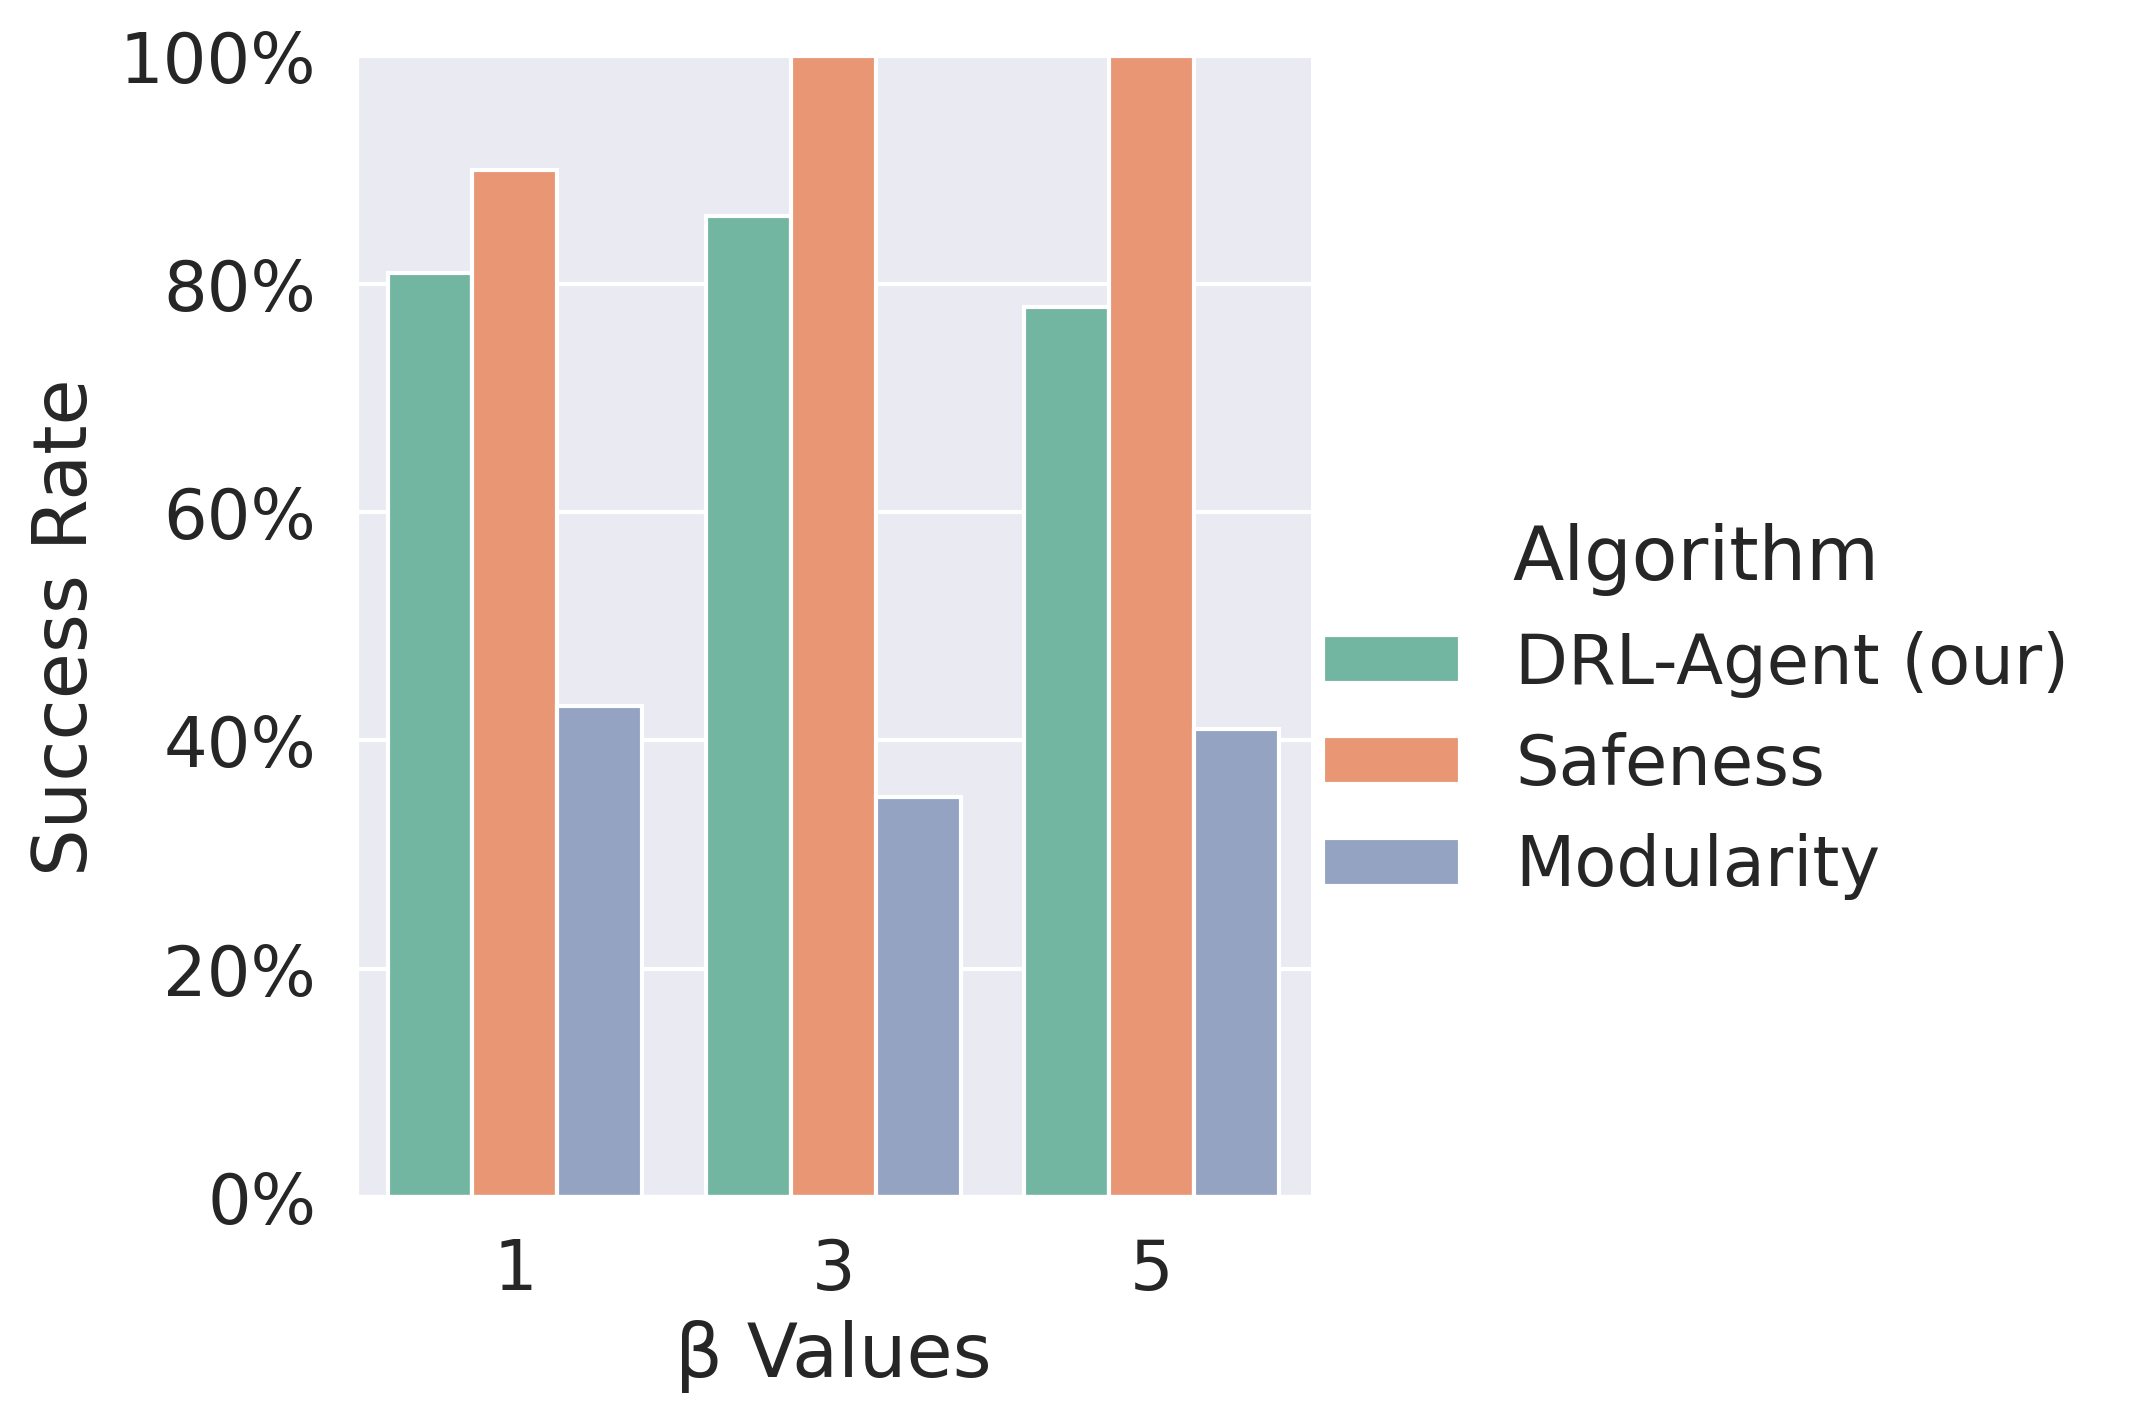 100%
80%
60%
40%
20%
0%
Success Rate
1 3 5
β Values
Algorithm
DRL-Agent (our)
Safeness
Modularity